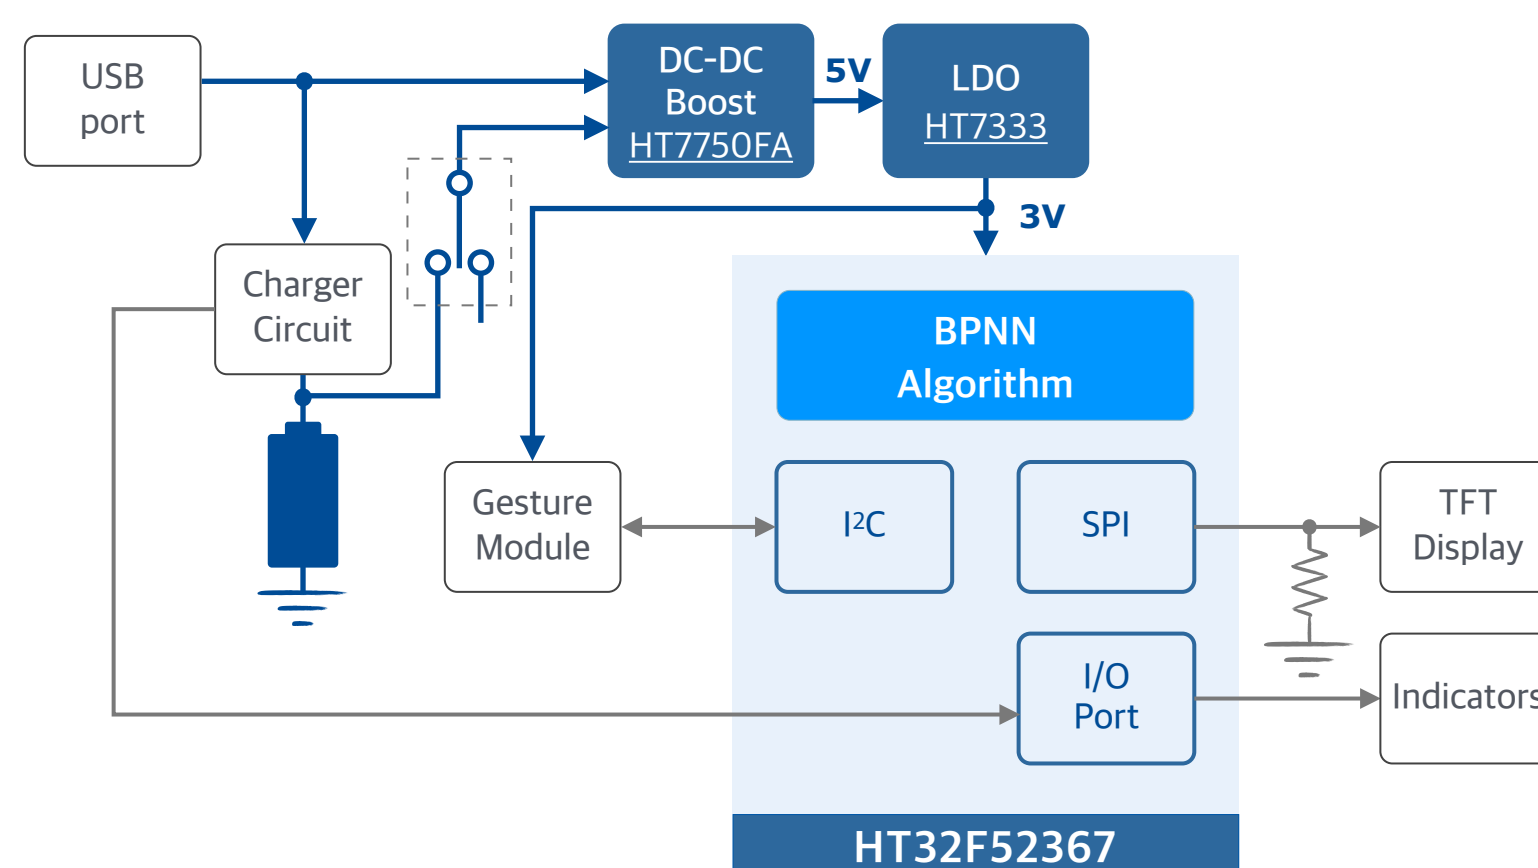 USB
port
DC-DC
Boost
HT7750FA
5V
LDO
HT7333
3V
Charger
Circuit
BPNN
Algorithm
Gesture
Module
I²C
SPI
TFT
Display
I/O
Port
Indicators
HT32F52367